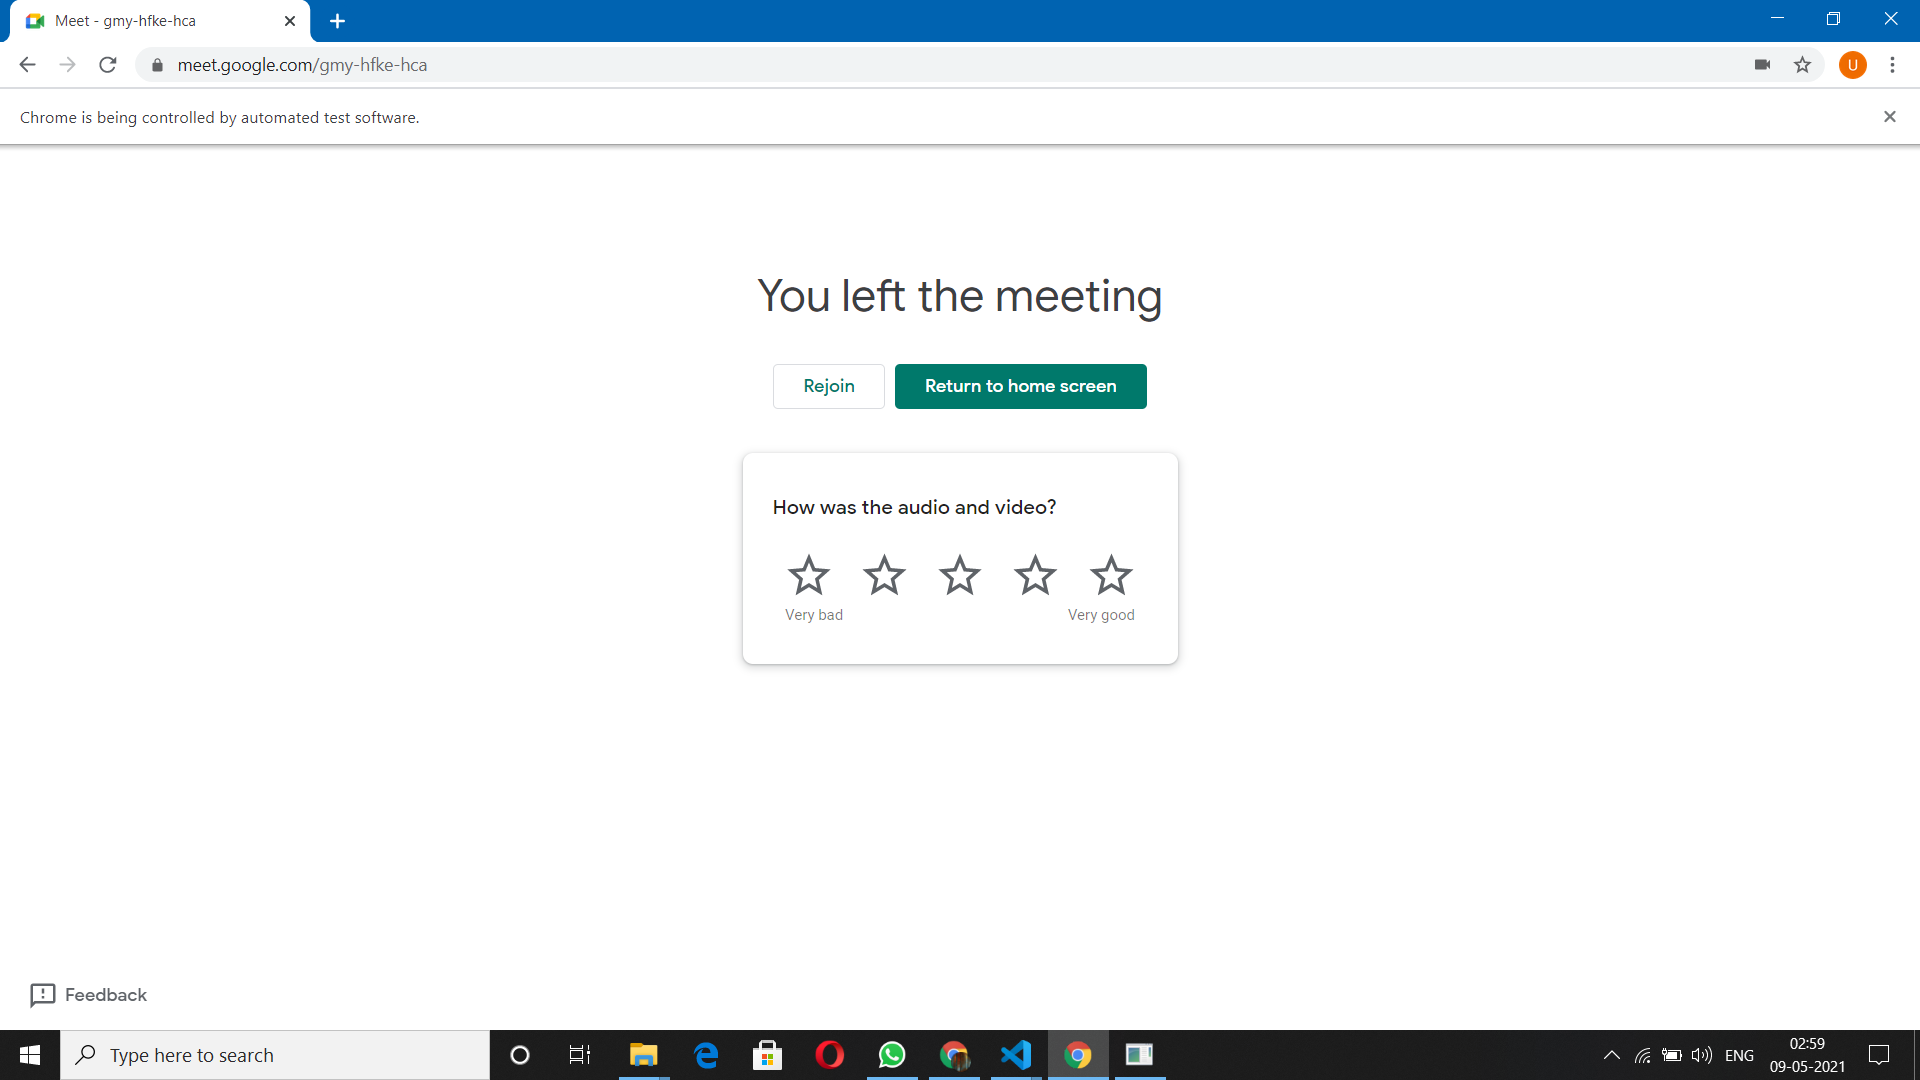 Meet - gmy-hfke-hca
meet.google.com/gmy-hfke-hca
U
Chrome is being controlled by automated test software.
You left the meeting
Rejoin
Return to home screen
How was the audio and video?
Very bad
Very good
Feedback
Type here to search
ENG
02:59
09-05-2021